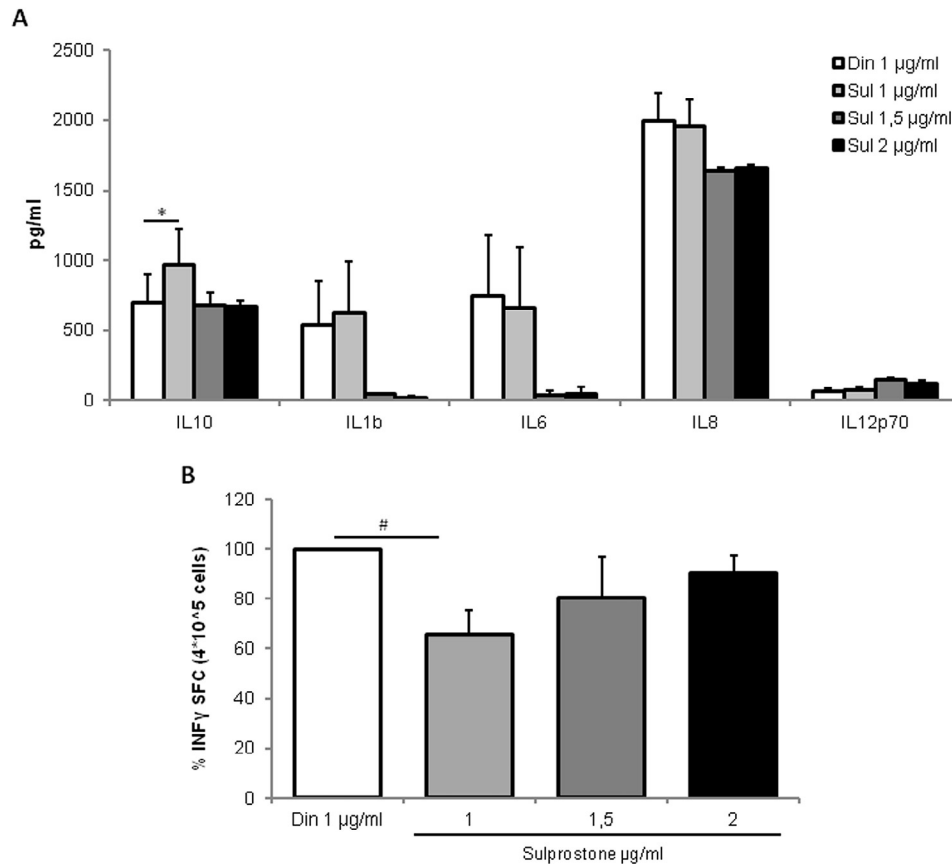 A
2500
2000
1500
1000
500
0
pg/ml
*
Din 1 µg/ml
Sul 1 µg/ml
Sul 1,5 µg/ml
Sul 2 µg/ml
IL10 IL1b IL6 IL8 IL12p70
B
120
100
80
60
40
20
0
% INFγ SFC (4*10^5 cells)
#
Din 1 µg/ml 1 1,5 2
Sulprostone µg/ml